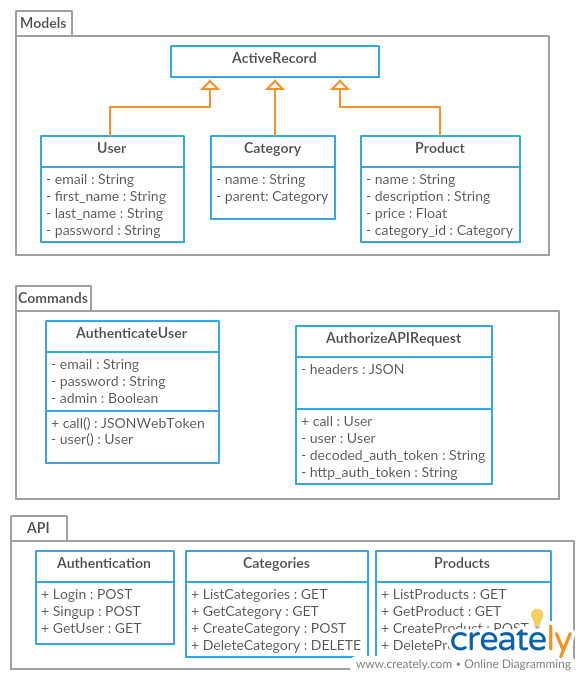 Models
ActiveRecord
User
- email : String
- first_name : String
- last_name : String
- password : String
Category
- name : String
- parent: Category
Product
- name : String
- description : String
- price : Float
- category_id : Category
Commands
AuthenticateUser
- email : String
- password : String
- admin : Boolean
+ call() : JSONWebToken
- user() : User
AuthorizeAPIRequest
- headers : JSON
+ call : User
- user : User
- decoded_auth_token : String
- http_auth_token : String
API
Authentication
+ Login : POST
+ Singup : POST
+ GetUser : GET
Categories
+ ListCategories : GET
+ GetCategory : GET
+ CreateCategory : POST
+ DeleteCategory : DELETE
Products
+ ListProducts : GET
+ GetProduct : GET
+ CreateProduct : POST
+
creately
www.creately.com • Online Diagramming